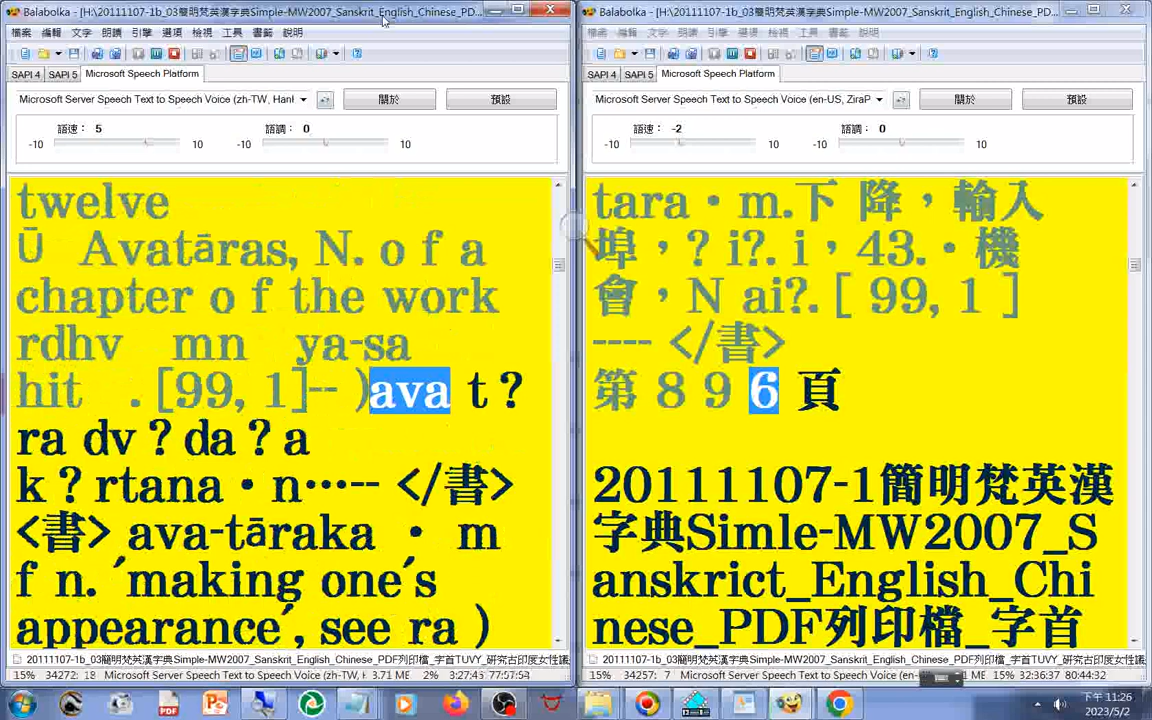 Balabolka - [H:\20111107-1b_03簡明梵英漢字典Simple-MW2007_Sanskrit_English_Chinese_PD...
檔案 編輯 文字 朗讀 引擎 選項 檢視 工具 書籤 說明
SAPI 4 SAPI 5 Microsoft Speech Platform
Microsoft Server Speech Text to Speech Voice (zh-TW, Hanl
關於 預設
語速： 5 語調： 0
-10 10 -10 10
twelve
Ū Avatāras, N. o f a
chapter o f the work
rdhv mn ya-sa
hit . [99, 1]-- )ava t ?
ra dv ? da ? a
k ? rtana • n…-- </書>
<書> ava-tāraka • m
f n. ′making one′s
appearance′, see ra )
20111107-1b_03簡明梵英漢字典Simple-MW2007_Sanskrit_English_Chinese_PDF列印檔_字首TUVY_研究古印度女性議
15% 34272: 18 Microsoft Server Speech Text to Speech Voice (zh-TW, H 3.71 ME 2% 3:27:45 77:57:54
Balabolka - [H:\20111107-1b_03簡明梵英漢字典Simple-MW2007_Sanskrit_English_Chinese_PD...
檔案 編輯 文字 朗讀 引擎 選項 檢視 工具 書籤 說明
SAPI 4 SAPI 5 Microsoft Speech Platform
Microsoft Server Speech Text to Speech Voice (en-US, ZiraP
關於 預設
語速： -2 語調： 0
-10 10 -10 10
tara • m.下 降，輸入
埠，? i?. i，43.• 機
會，N ai?. [ 99, 1 ]
---- </書>
第 8 9 6 頁
20111107-1簡明梵英漢
字典Simle-MW2007_S
anskrict_English_Chi
nese_PDF列印檔_字首
20111107-1b_03簡明梵英漢字典Simple-MW2007_Sanskrit_English_Chinese_PDF列印檔_字首TUVY_研究古印度女性議
15% 34257: 7 Microsoft Server Speech Text to Speech Voice 15% 32:36:37 80:44:32
下午 11:26
2023/5/2